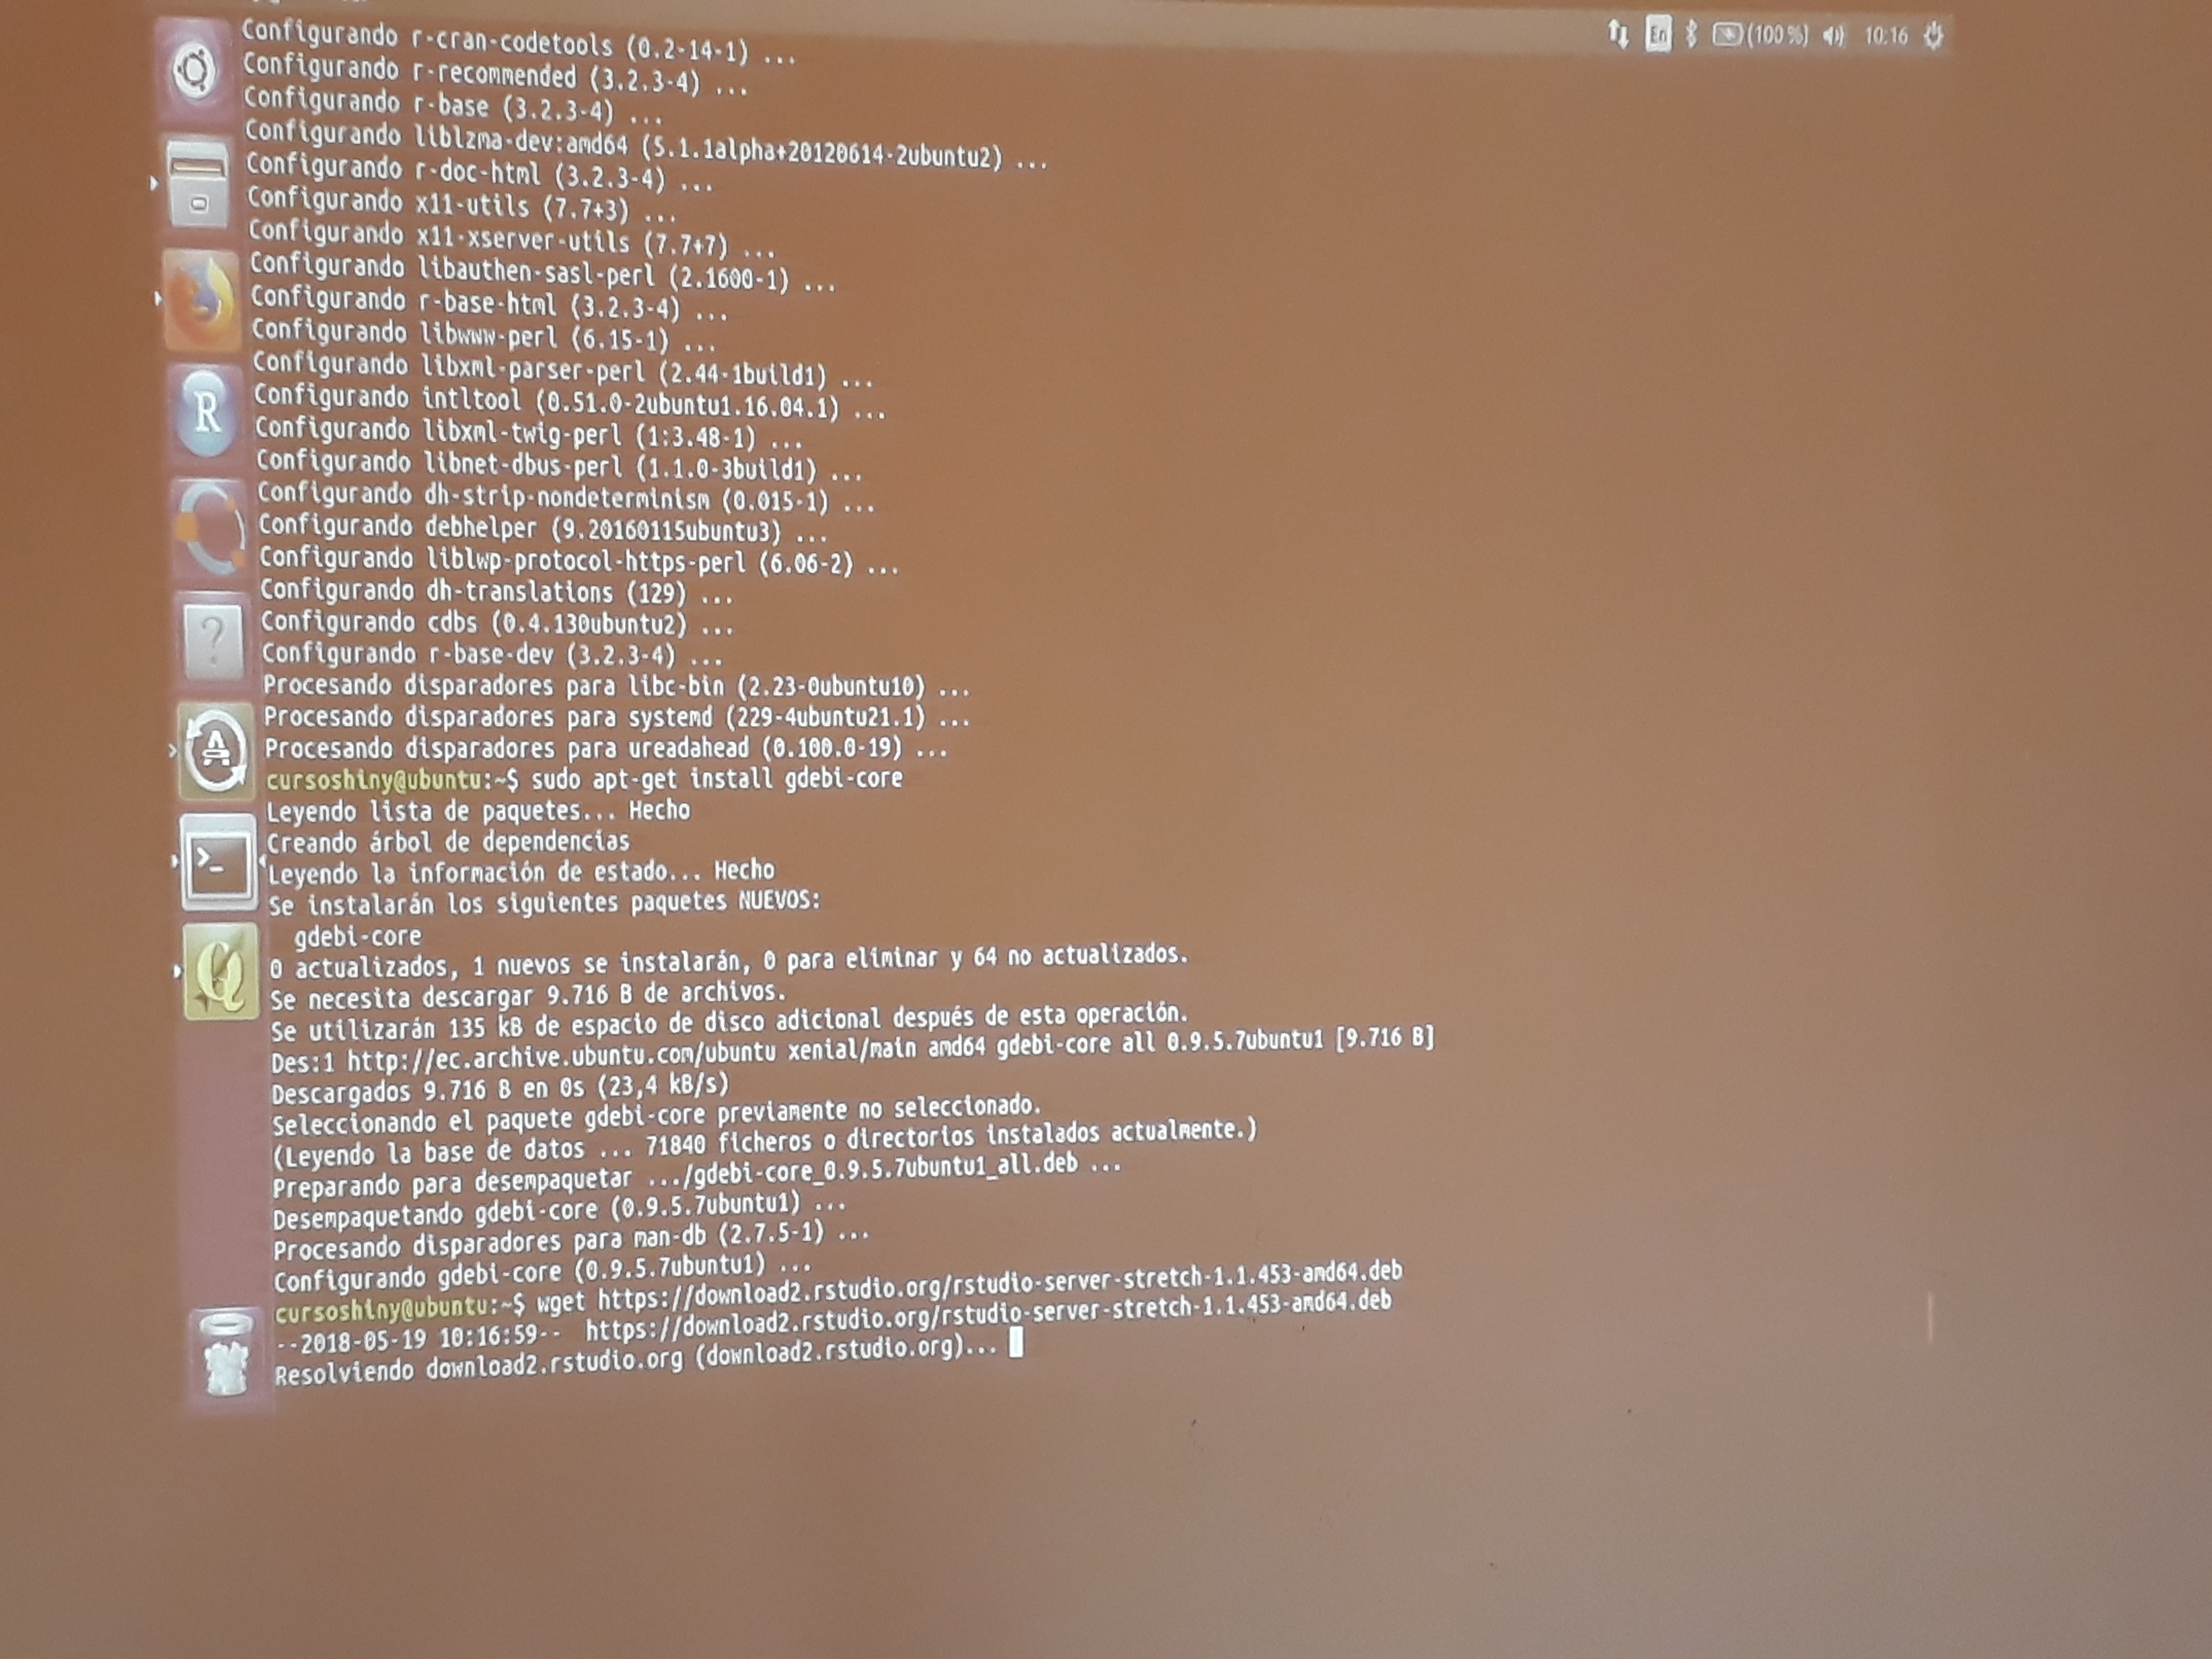 En (100 %) 10:16
Configurando r-cran-codetools (0.2-14-1) ...
Configurando r-recommended (3.2.3-4) ...
Configurando r-base (3.2.3-4) ...
Configurando liblzma-dev:amd64 (5.1.1alpha+20120614-2ubuntu2) ...
Configurando r-doc-html (3.2.3-4) ...
Configurando x11-utils (7.7+3) ...
Configurando x11-xserver-utils (7.7+7) ...
Configurando libauthen-sasl-perl (2.1600-1) ...
Configurando r-base-html (3.2.3-4) ...
Configurando libwww-perl (6.15-1) ...
Configurando libxml-parser-perl (2.44-1build1) ...
Configurando intltool (0.51.0-2ubuntu1.16.04.1) ...
Configurando libxml-twig-perl (1:3.48-1) ...
Configurando libnet-dbus-perl (1.1.0-3build1) ...
Configurando dh-strip-nondeterminism (0.015-1) ...
Configurando debhelper (9.20160115ubuntu3) ...
Configurando liblwp-protocol-https-perl (6.06-2) ...
Configurando dh-translations (129) ...
Configurando cdbs (0.4.130ubuntu2) ...
Configurando r-base-dev (3.2.3-4) ...
Procesando disparadores para libc-bin (2.23-0ubuntu10) ...
Procesando disparadores para systemd (229-4ubuntu21.1) ...
Procesando disparadores para ureadahead (0.100.0-19) ...
cursoshiny@ubuntu:~$ sudo apt-get install gdebi-core
Leyendo lista de paquetes... Hecho
Creando árbol de dependencias
Leyendo la información de estado... Hecho
Se instalarán los siguientes paquetes NUEVOS:
gdebi-core
0 actualizados, 1 nuevos se instalarán, 0 para eliminar y 64 no actualizados.
Se necesita descargar 9.716 B de archivos.
Se utilizarán 135 kB de espacio de disco adicional después de esta operación.
Des:1 http://ec.archive.ubuntu.com/ubuntu xenial/main amd64 gdebi-core all 0.9.5.7ubuntu1 [9.716 B]
Descargados 9.716 B en 0s (23,4 kB/s)
Seleccionando el paquete gdebi-core previamente no seleccionado.
(Leyendo la base de datos ... 71840 ficheros o directorios instalados actualmente.)
Preparando para desempaquetar .../gdebi-core_0.9.5.7ubuntu1_all.deb ...
Desempaquetando gdebi-core (0.9.5.7ubuntu1) ...
Procesando disparadores para man-db (2.7.5-1) ...
Configurando gdebi-core (0.9.5.7ubuntu1) ...
cursoshiny@ubuntu:~$ wget https://download2.rstudio.org/rstudio-server-stretch-1.1.453-amd64.deb
--2018-05-19 10:16:59-- https://download2.rstudio.org/rstudio-server-stretch-1.1.453-amd64.deb
Resolviendo download2.rstudio.org (download2.rstudio.org)...